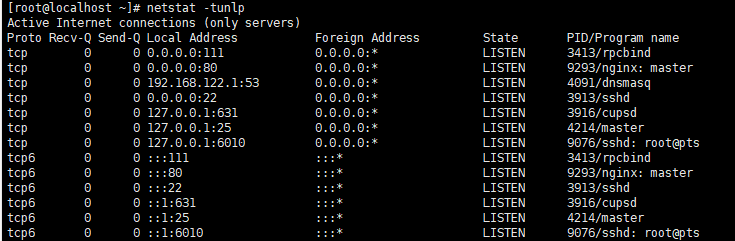 [root@localhost ~]# netstat -tunlp
Active Internet connections (only servers)
Proto Recv-Q Send-Q Local Address           Foreign Address         State       PID/Program name
tcp        0      0 0.0.0.0:111             0.0.0.0:*               LISTEN      3413/rpcbind
tcp        0      0 0.0.0.0:80              0.0.0.0:*               LISTEN      9293/nginx: master
tcp        0      0 192.168.122.1:53        0.0.0.0:*               LISTEN      4091/dnsmasq
tcp        0      0 0.0.0.0:22              0.0.0.0:*               LISTEN      3913/sshd
tcp        0      0 127.0.0.1:631           0.0.0.0:*               LISTEN      3916/cupsd
tcp        0      0 127.0.0.1:25            0.0.0.0:*               LISTEN      4214/master
tcp        0      0 127.0.0.1:6010          0.0.0.0:*               LISTEN      9076/sshd: root@pts
tcp6       0      0 :::111                  :::*                    LISTEN      3413/rpcbind
tcp6       0      0 :::80                   :::*                    LISTEN      9293/nginx: master
tcp6       0      0 :::22                   :::*                    LISTEN      3913/sshd
tcp6       0      0 ::1:631                 :::*                    LISTEN      3916/cupsd
tcp6       0      0 ::1:25                  :::*                    LISTEN      4214/master
tcp6       0      0 ::1:6010                :::*                    LISTEN      9076/sshd: root@pts